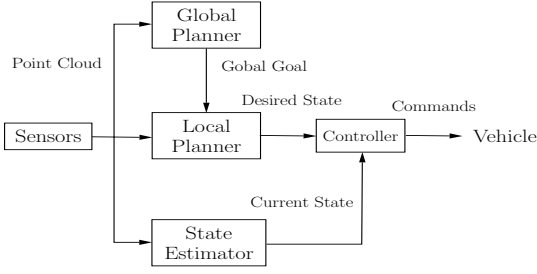 Global
Planner
Point Cloud
Gobal Goal
Desired State
Commands
Sensors
Local
Planner
Controller
Vehicle
Current State
State
Estimator